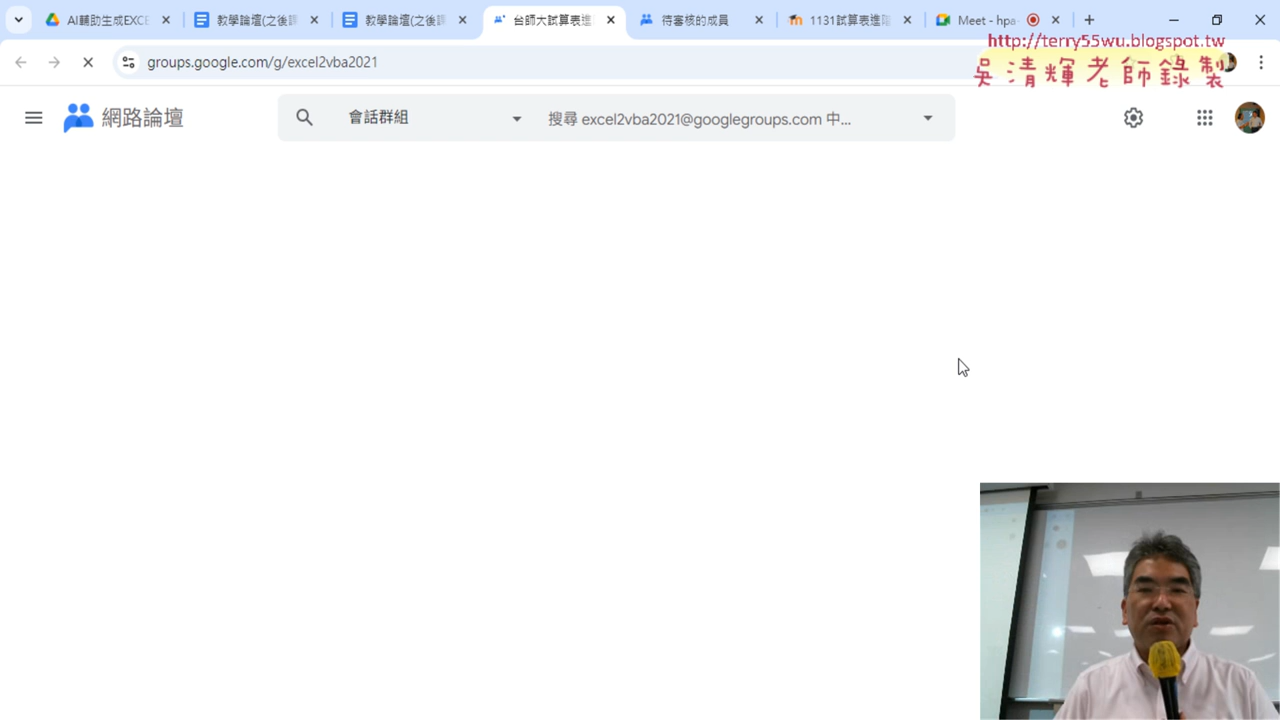 AI輔助生成EXCE
教學論壇(之後課
教學論壇(之後課
台師大試算表進
待審核的成員
1131試算表進階
Meet - hpa
http://terry55wu.blogspot.tw
groups.google.com/g/excel2vba2021
吳清輝老師錄製
網路論壇
會話群組
搜尋 excel2vba2021@googlegroups.com 中...